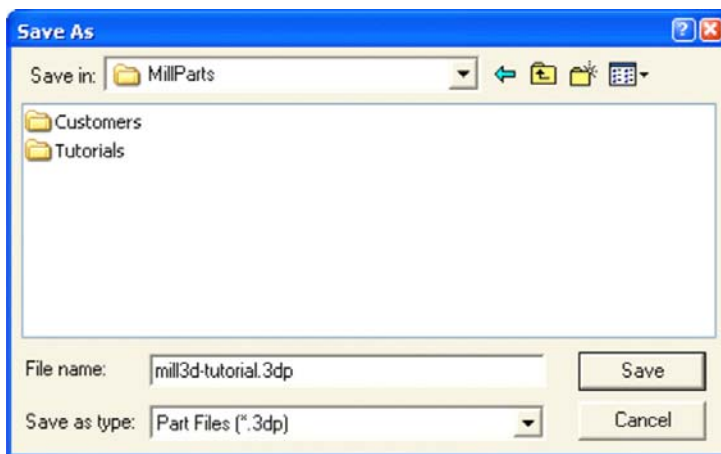 Save As
Save in: MillParts
Customers
Tutorials
File name: mill3d-tutorial.3dp Save
Save as type: Part Files (*.3dp) Cancel